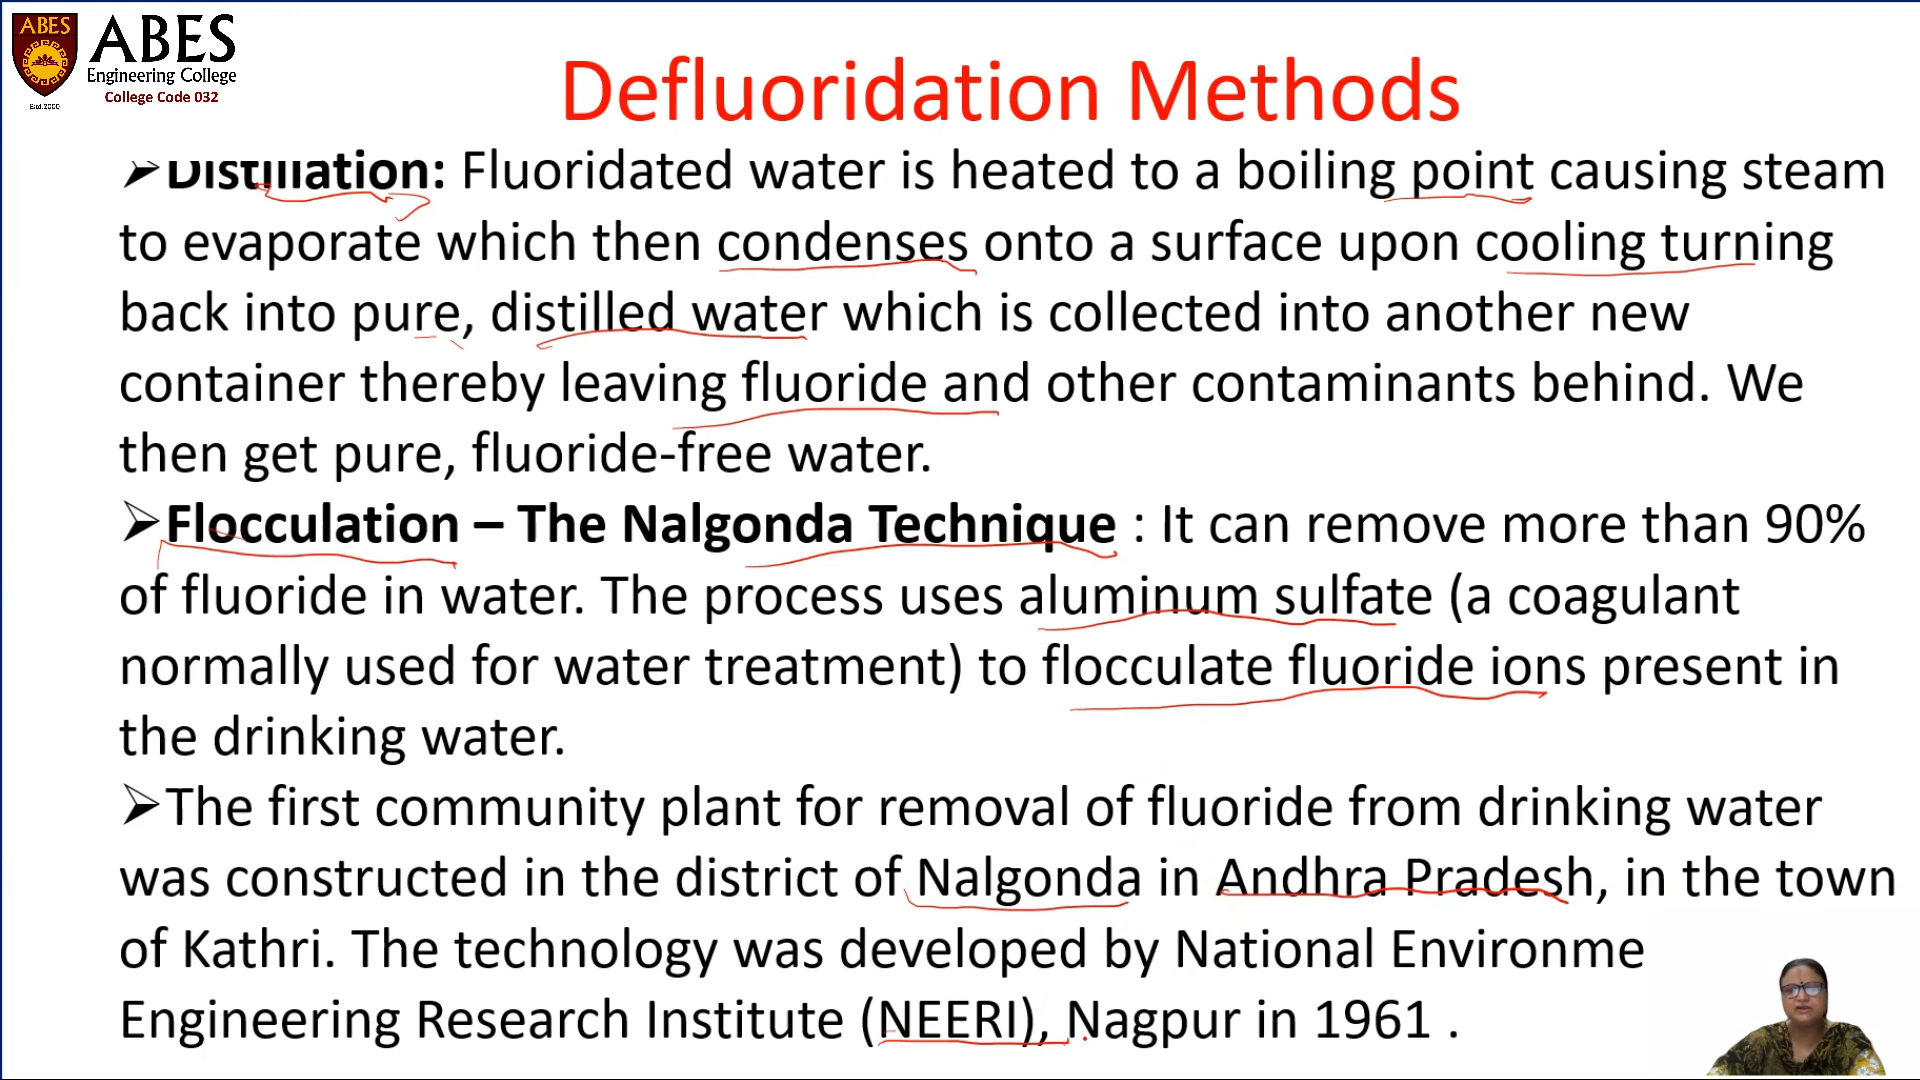 ABES
ABES
Engineering College
College Code 032
Estd.2000
Defluoridation Methods
➢Distillation: Fluoridated water is heated to a boiling point causing steam
to evaporate which then condenses onto a surface upon cooling turning
back into pure, distilled water which is collected into another new
container thereby leaving fluoride and other contaminants behind. We
then get pure, fluoride-free water.
➢Flocculation – The Nalgonda Technique : It can remove more than 90%
of fluoride in water. The process uses aluminum sulfate (a coagulant
normally used for water treatment) to flocculate fluoride ions present in
the drinking water.
➢The first community plant for removal of fluoride from drinking water
was constructed in the district of Nalgonda in Andhra Pradesh, in the town
of Kathri. The technology was developed by National Environme
Engineering Research Institute (NEERI), Nagpur in 1961 .